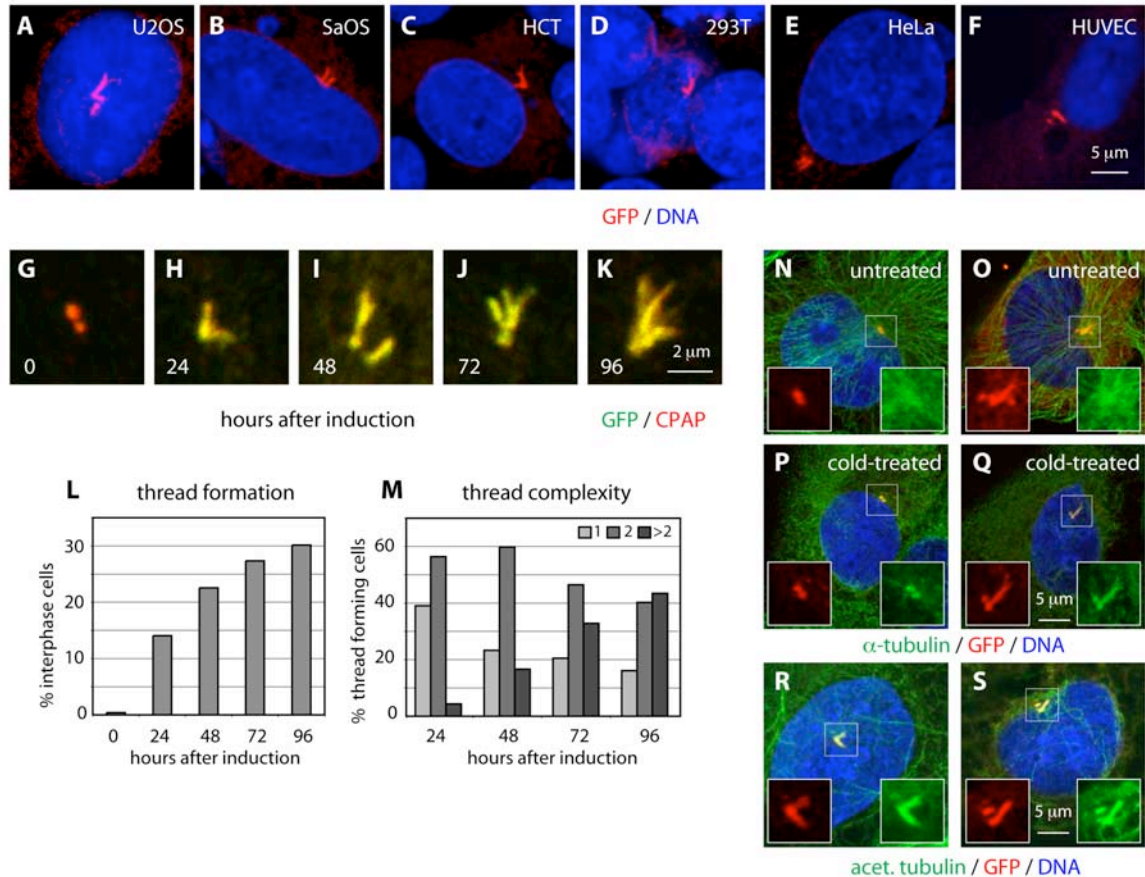 A U2OS
B SaOS
C HCT
D 293T
E HeLa
F HUVEC
5 μm
GFP / DNA
G 0
H 24
I 48
J 72
K 96
2 μm
hours after induction
GFP / CPAP
L thread formation
% interphase cells
30
20
10
0
0 24 48 72 96
hours after induction
M thread complexity
1 2 >2
% thread forming cells
60
40
20
0
24 48 72 96
hours after induction
N untreated
O untreated
P cold-treated
Q cold-treated
5 μm
α-tubulin / GFP / DNA
R
S
5 μm
acet. tubulin / GFP / DNA